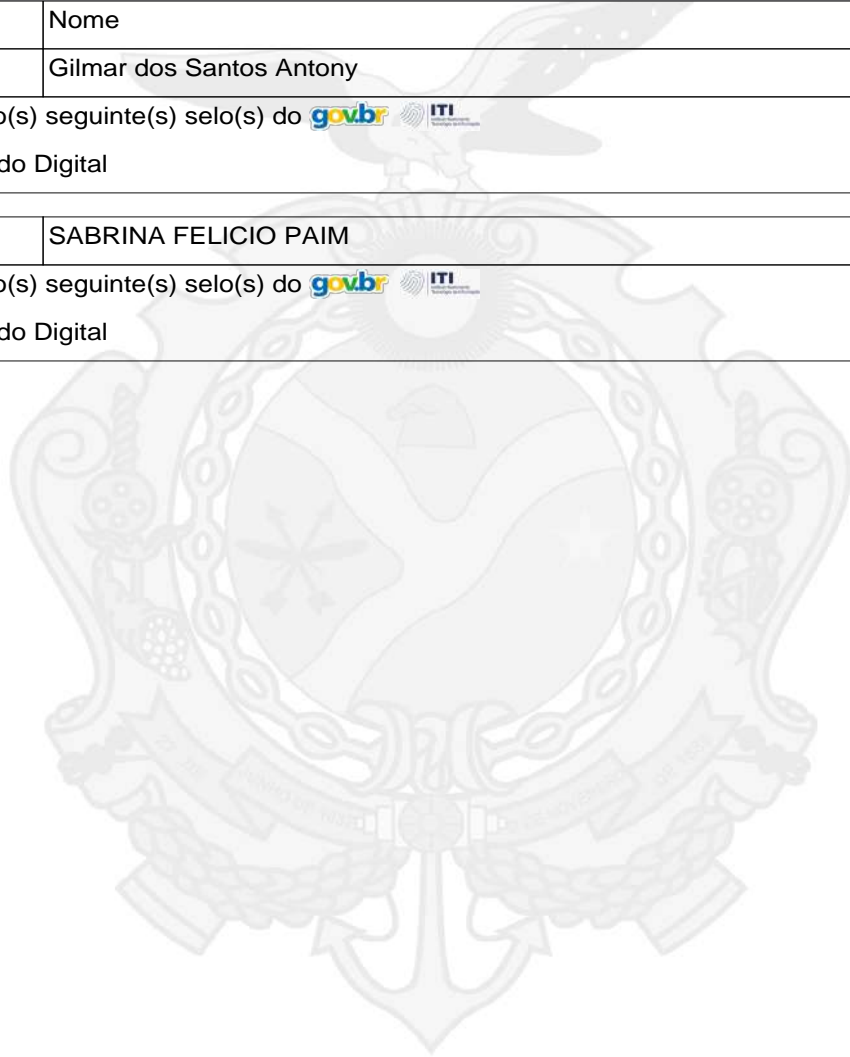 Nome
Gilmar dos Santos Antony
o(s) seguinte(s) selo(s) do gov.br ITI
do Digital
SABRINA FELICIO PAIM
o(s) seguinte(s) selo(s) do gov.br ITI
do Digital